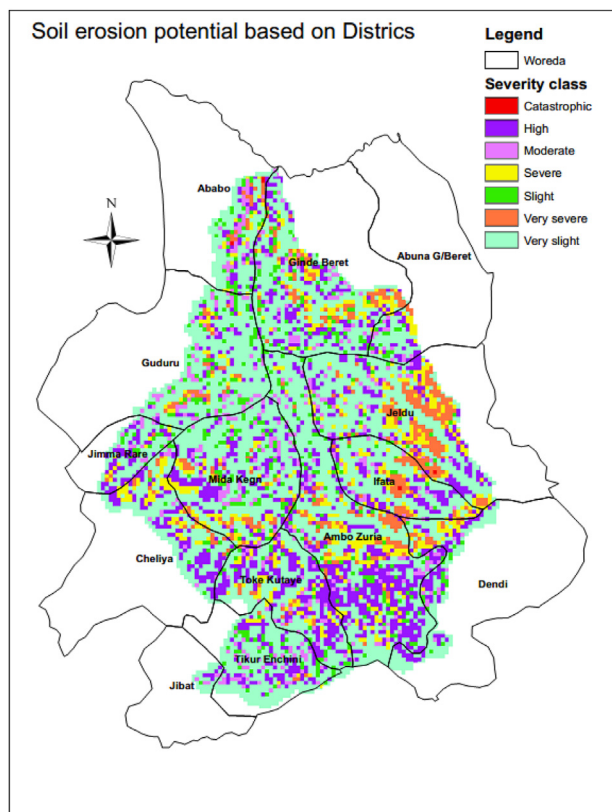 Soil erosion potential based on Districs
Legend
Woreda
Severity class
Catastrophic
High
Moderate
Severe
Slight
Very severe
Very slight
N
Ababo
Ginde Beret
Abuna G/Beret
Guduru
Jeldu
Jimma Rare
Mida Kegn
Ifata
Ambo Zuria
Cheliya
Toke Kutaye
Dendi
Tikur Enchini
Jibat